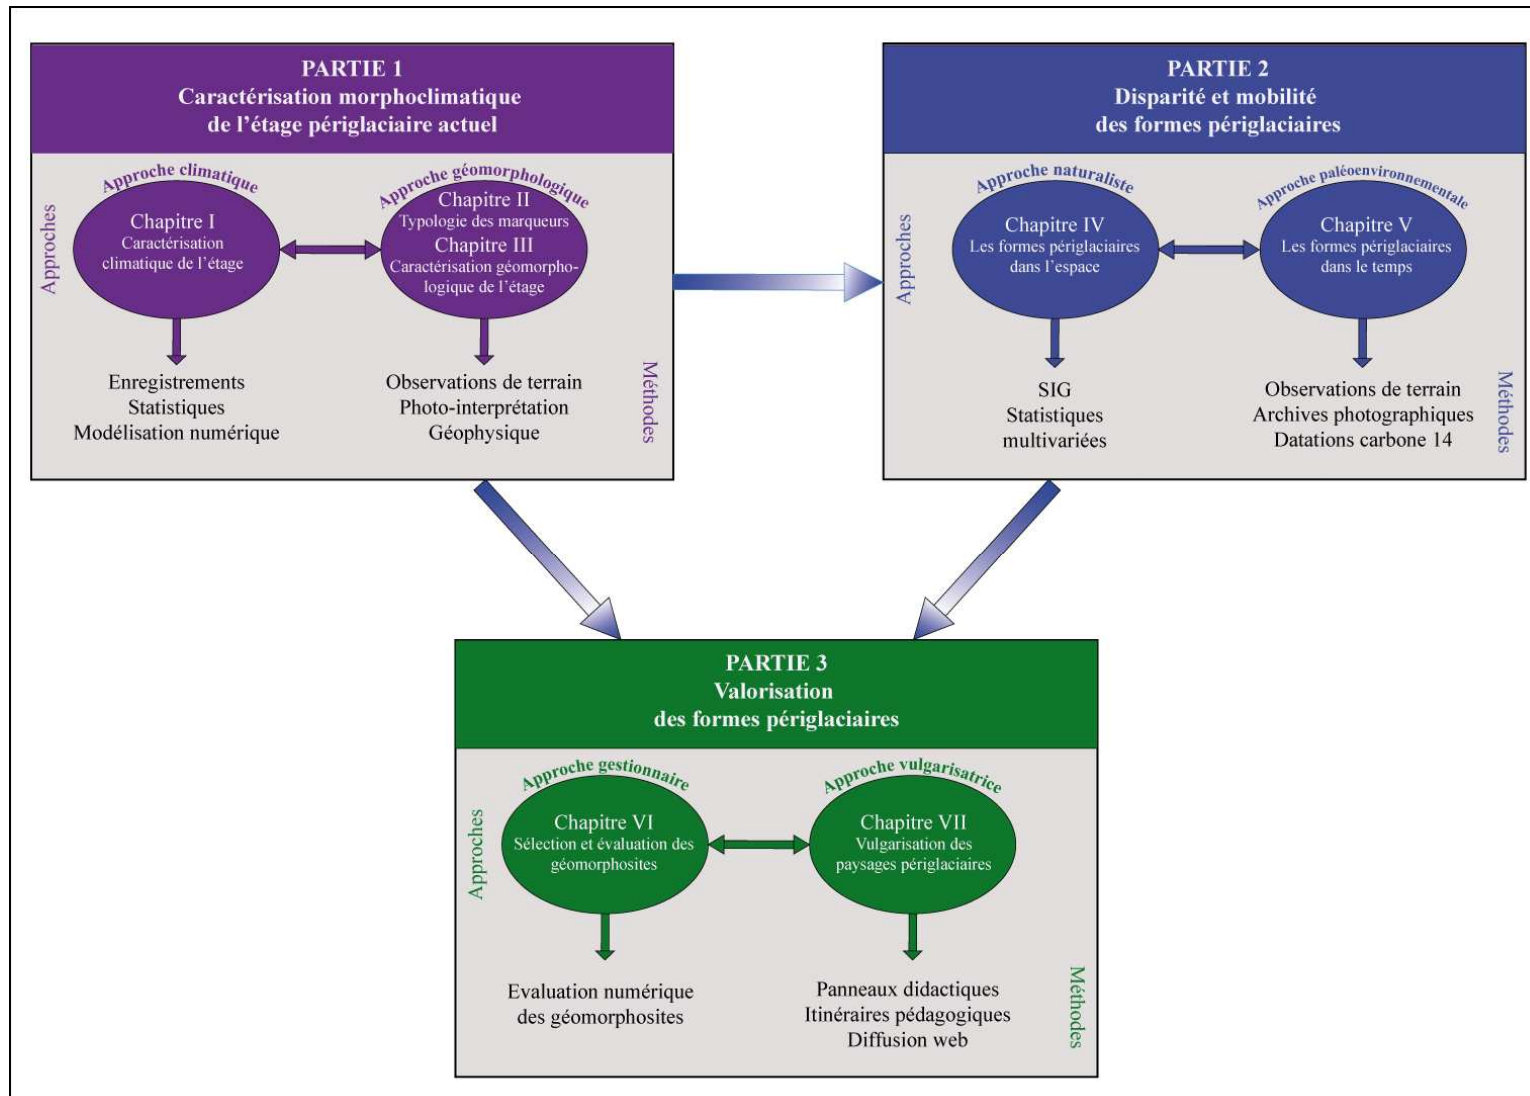 PARTIE 1
Caractérisation morphoclimatique
de l’étage périglaciaire actuel
Approches
Approche climatique
Chapitre I
Caractérisation
climatique de l’étage
Approche géomorphologique
Chapitre II
Typologie des marqueurs
Chapitre III
Caractérisation géomorpho-
logique de l’étage
Enregistrements
Statistiques
Modélisation numérique
Observations de terrain
Photo-interprétation
Géophysique
Méthodes
PARTIE 2
Disparité et mobilité
des formes périglaciaires
Approches
Approche naturaliste
Chapitre IV
Les formes périglaciaires
dans l’espace
Approche paléoenvironnementale
Chapitre V
Les formes périglaciaires
dans le temps
SIG
Statistiques
multivariées
Observations de terrain
Archives photographiques
Datations carbone 14
Méthodes
PARTIE 3
Valorisation
des formes périglaciaires
Approches
Approche gestionnaire
Chapitre VI
Sélection et évaluation des
géomorphosites
Approche vulgarisatrice
Chapitre VII
Vulgarisation des
paysages périglaciaires
Evaluation numérique
des géomorphosites
Panneaux didactiques
Itinéraires pédagogiques
Diffusion web
Méthodes